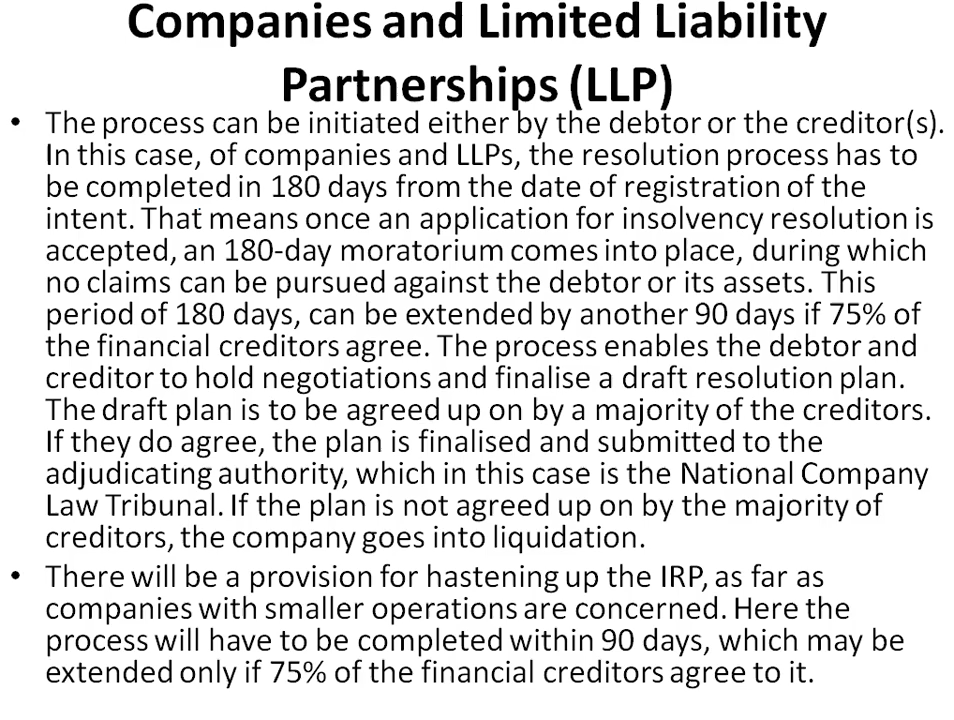 Companies and Limited Liability
Partnerships (LLP)
• The process can be initiated either by the debtor or the creditor(s).
In this case, of companies and LLPs, the resolution process has to
be completed in 180 days from the date of registration of the
intent. That means once an application for insolvency resolution is
accepted, an 180-day moratorium comes into place, during which
no claims can be pursued against the debtor or its assets. This
period of 180 days, can be extended by another 90 days if 75% of
the financial creditors agree. The process enables the debtor and
creditor to hold negotiations and finalise a draft resolution plan.
The draft plan is to be agreed up on by a majority of the creditors.
If they do agree, the plan is finalised and submitted to the
adjudicating authority, which in this case is the National Company
Law Tribunal. If the plan is not agreed up on by the majority of
creditors, the company goes into liquidation.
• There will be a provision for hastening up the IRP, as far as
companies with smaller operations are concerned. Here the
process will have to be completed within 90 days, which may be
extended only if 75% of the financial creditors agree to it.